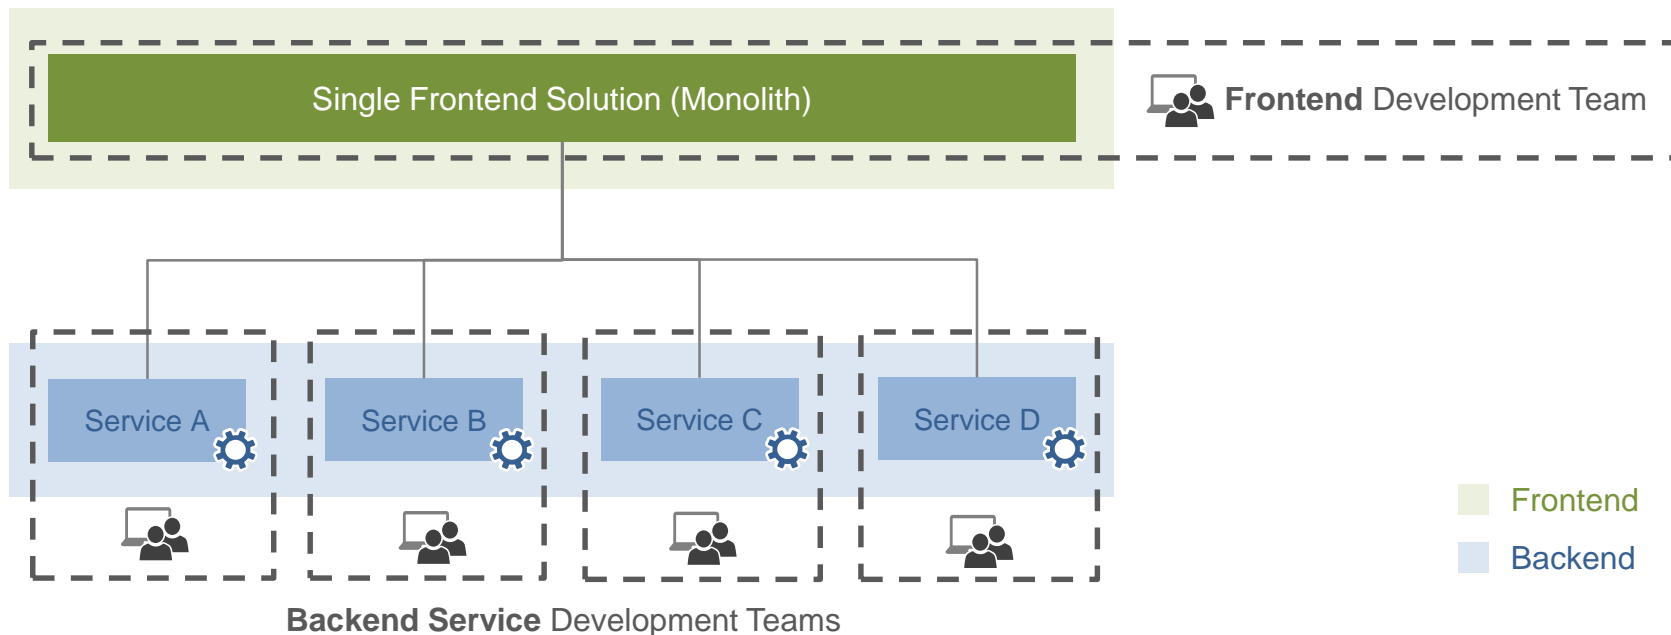 Single Frontend Solution (Monolith)
Frontend Development Team
Service A
Service B
Service C
Service D
Frontend
Backend
Backend Service Development Teams